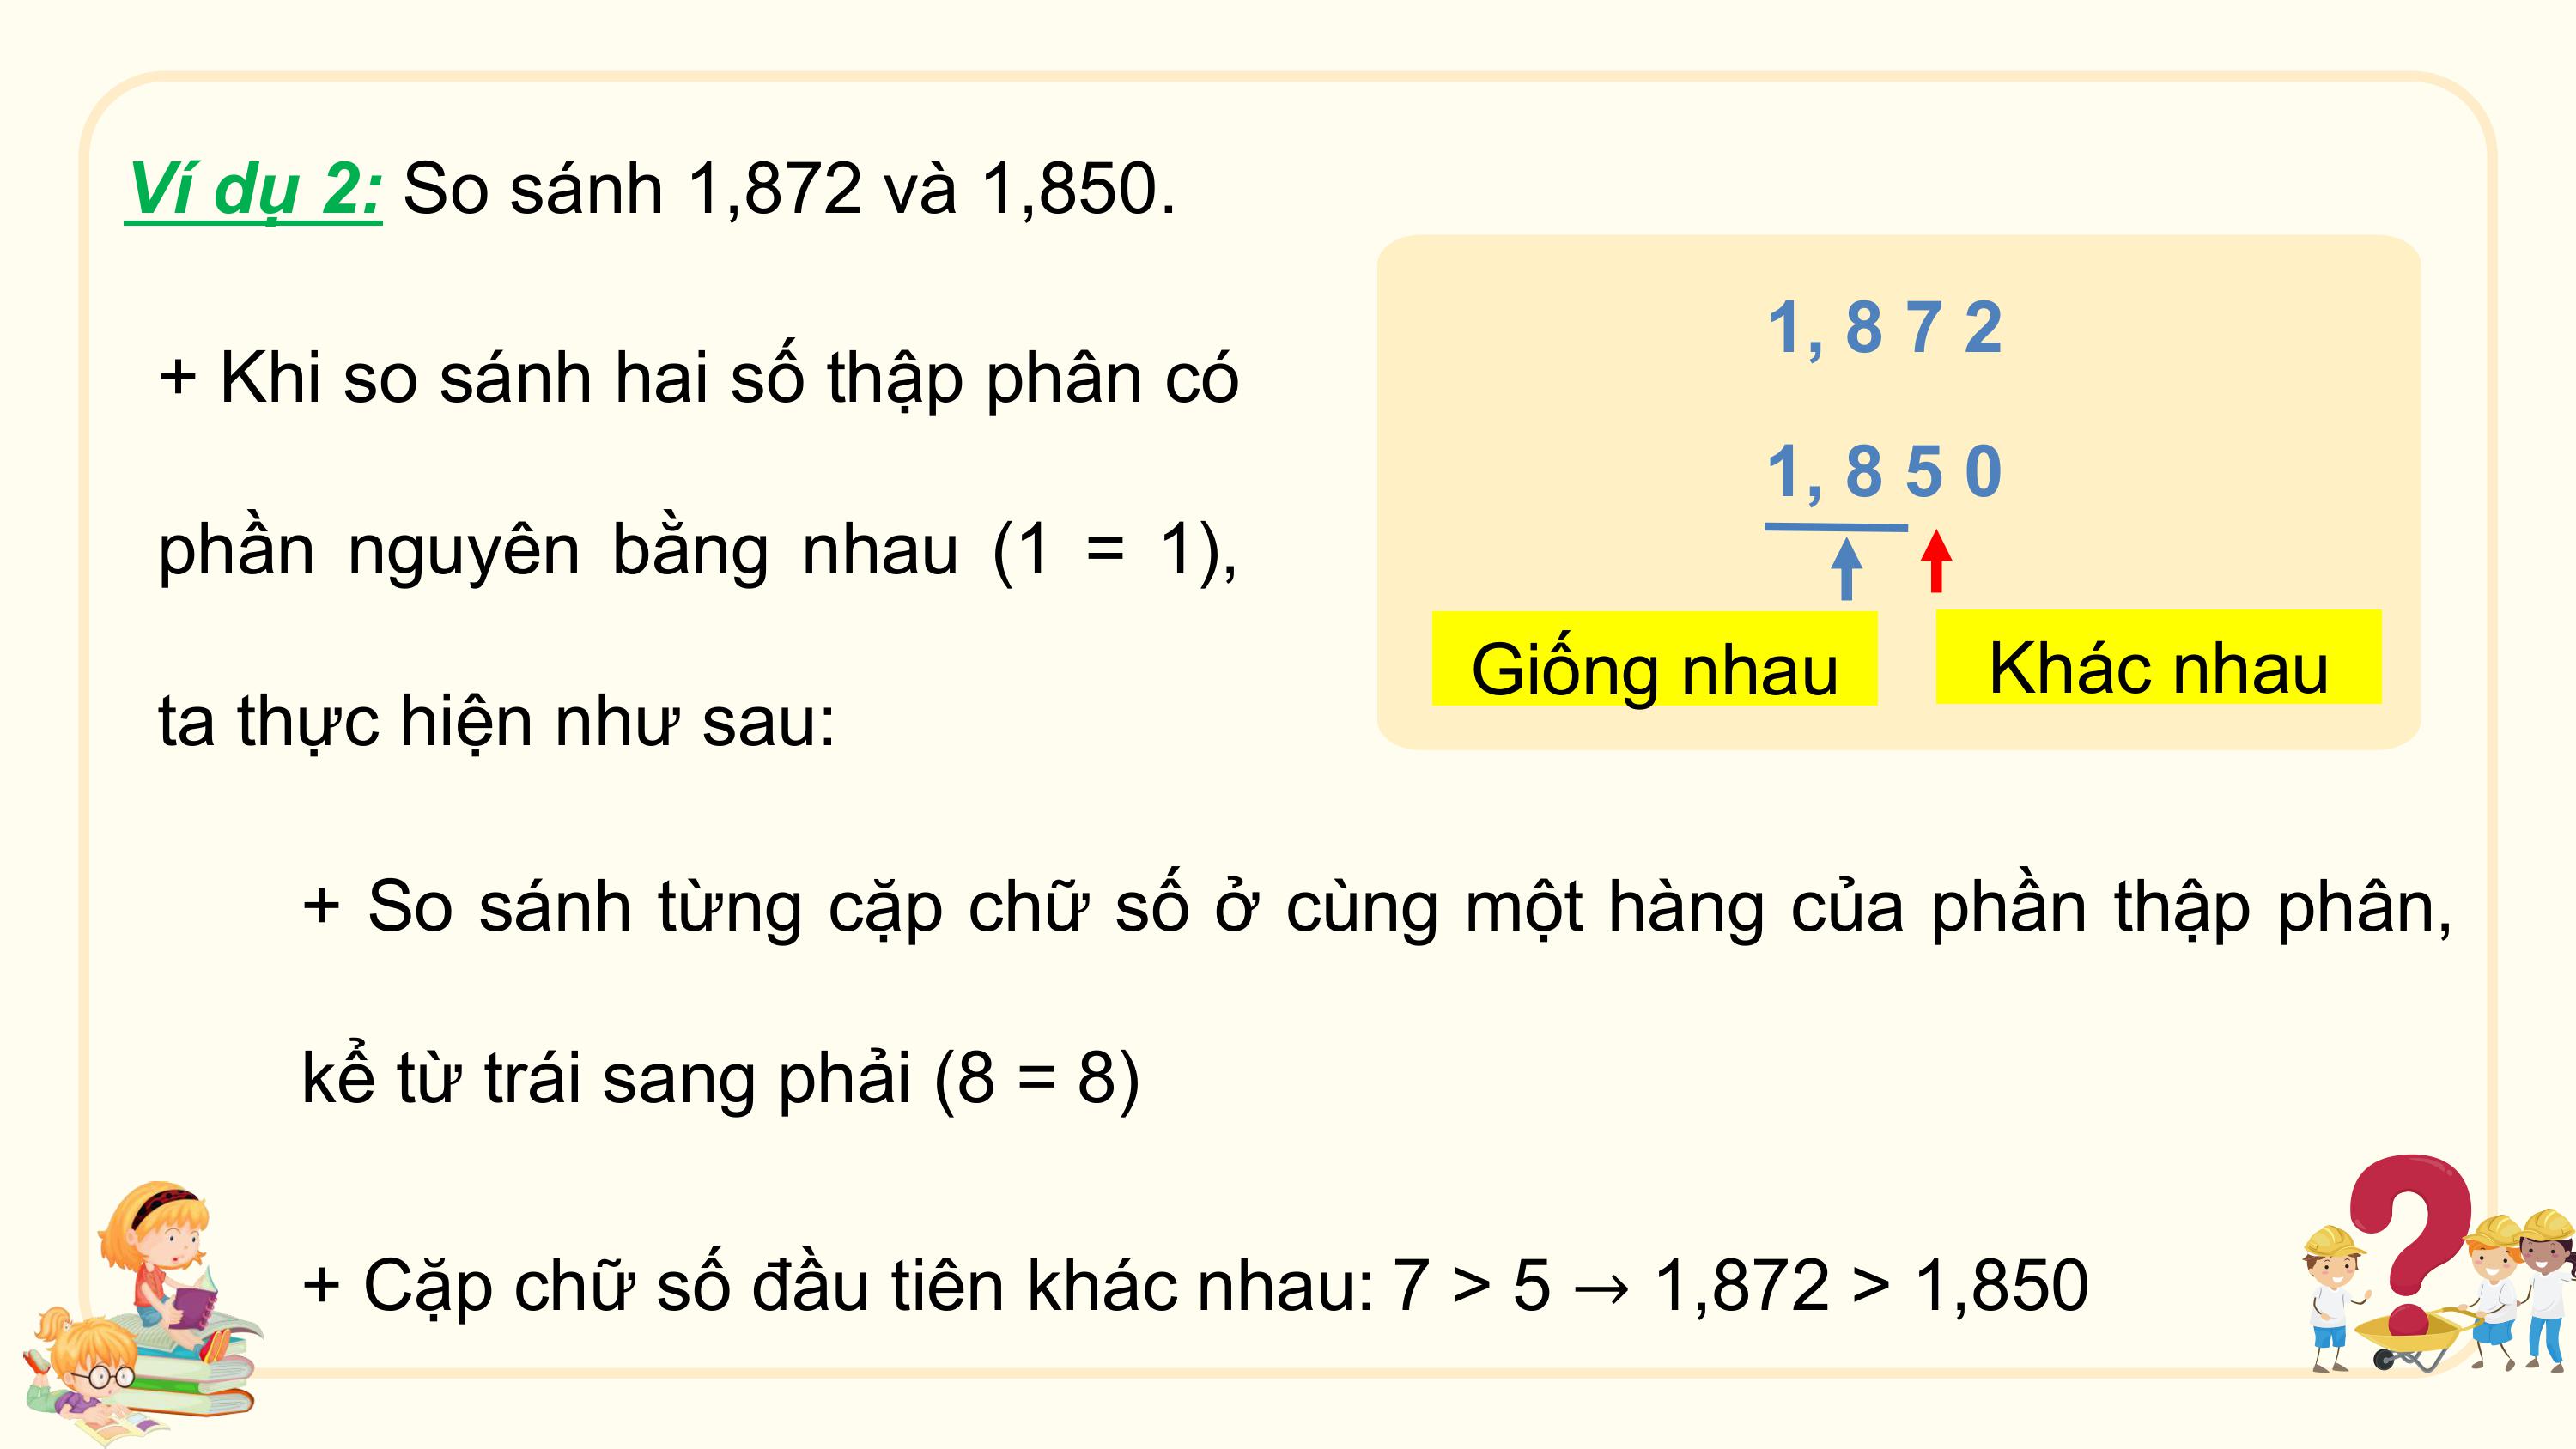 Ví dụ 2: So sánh 1,872 và 1,850.
+ Khi so sánh hai số thập phân có
phần nguyên bằng nhau (1 = 1),
ta thực hiện như sau:
1, 8 7 2
1, 8 5 0
Giống nhau
Khác nhau
+ So sánh từng cặp chữ số ở cùng một hàng của phần thập phân,
kể từ trái sang phải (8 = 8)
+ Cặp chữ số đầu tiên khác nhau: 7 > 5 → 1,872 > 1,850